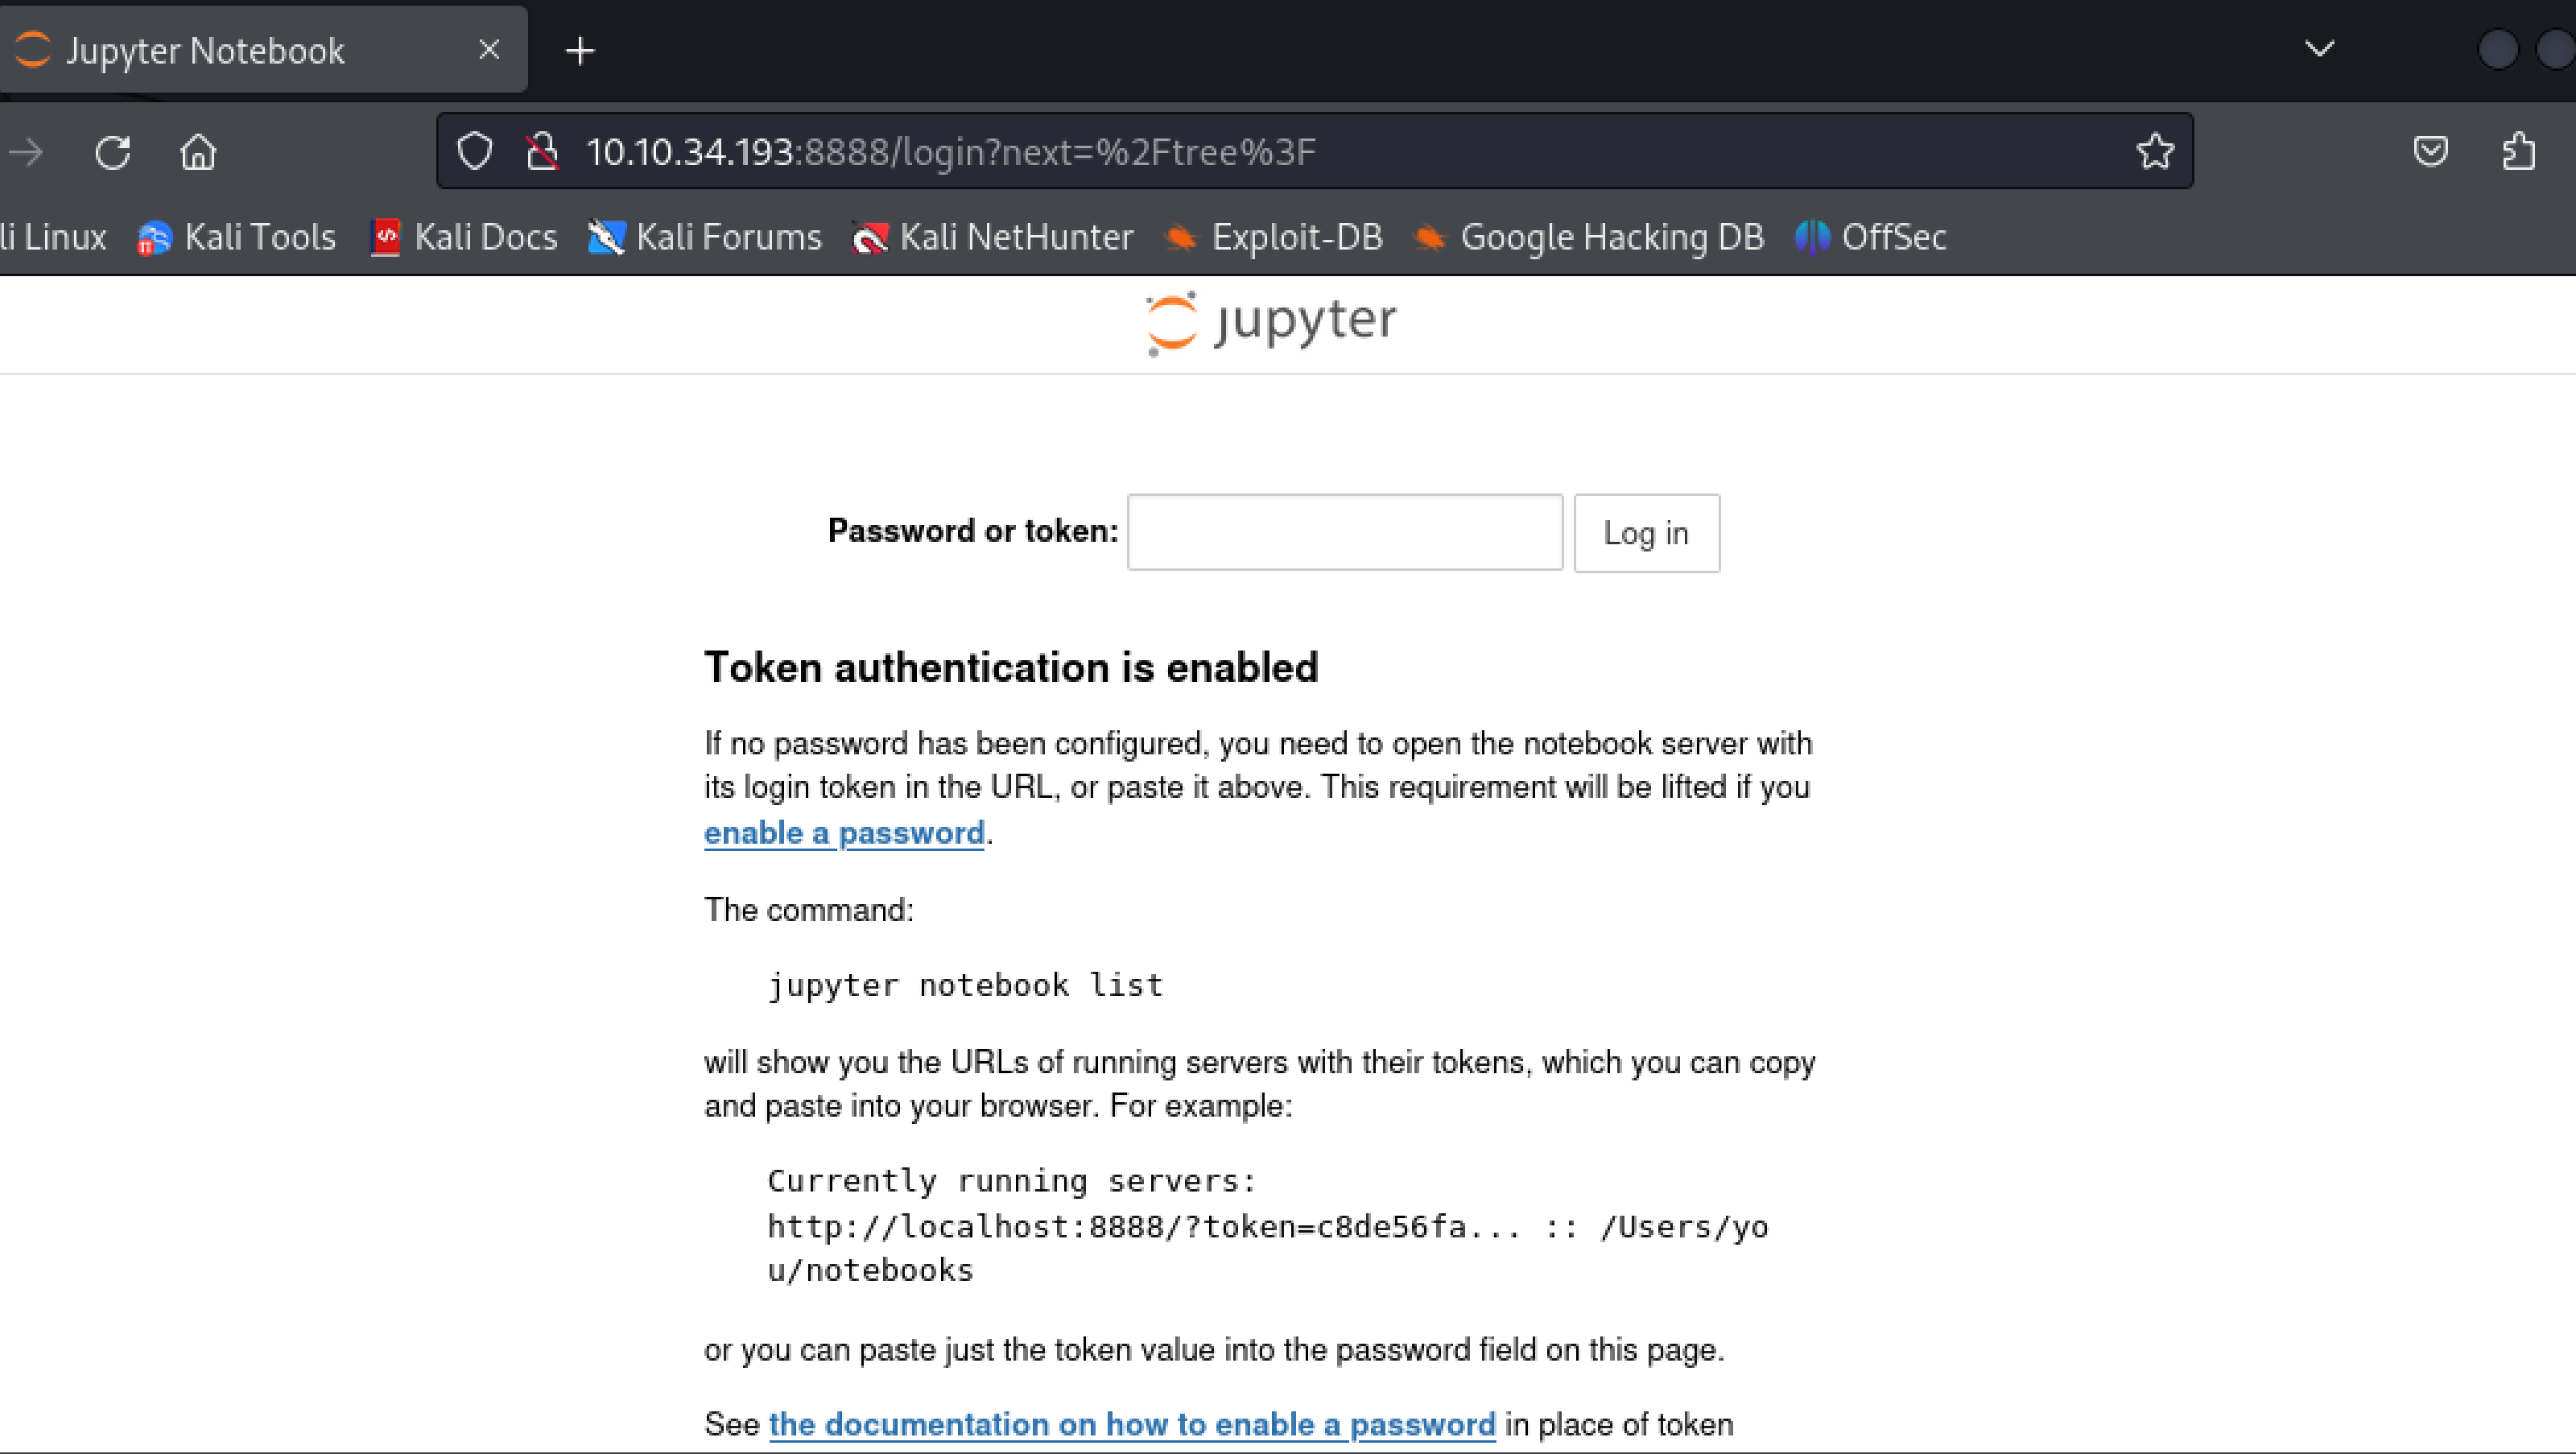 Jupyter Notebook
10.10.34.193:8888/login?next=%2Ftree%3F
li Linux Kali Tools Kali Docs Kali Forums Kali NetHunter Exploit-DB Google Hacking DB OffSec
jupyter
Password or token: Log in
Token authentication is enabled
If no password has been configured, you need to open the notebook server with
its login token in the URL, or paste it above. This requirement will be lifted if you
enable a password.
The command:
jupyter notebook list
will show you the URLs of running servers with their tokens, which you can copy
and paste into your browser. For example:
Currently running servers:
http://localhost:8888/?token=c8de56fa... :: /Users/yo
u/notebooks
or you can paste just the token value into the password field on this page.
See the documentation on how to enable a password in place of token